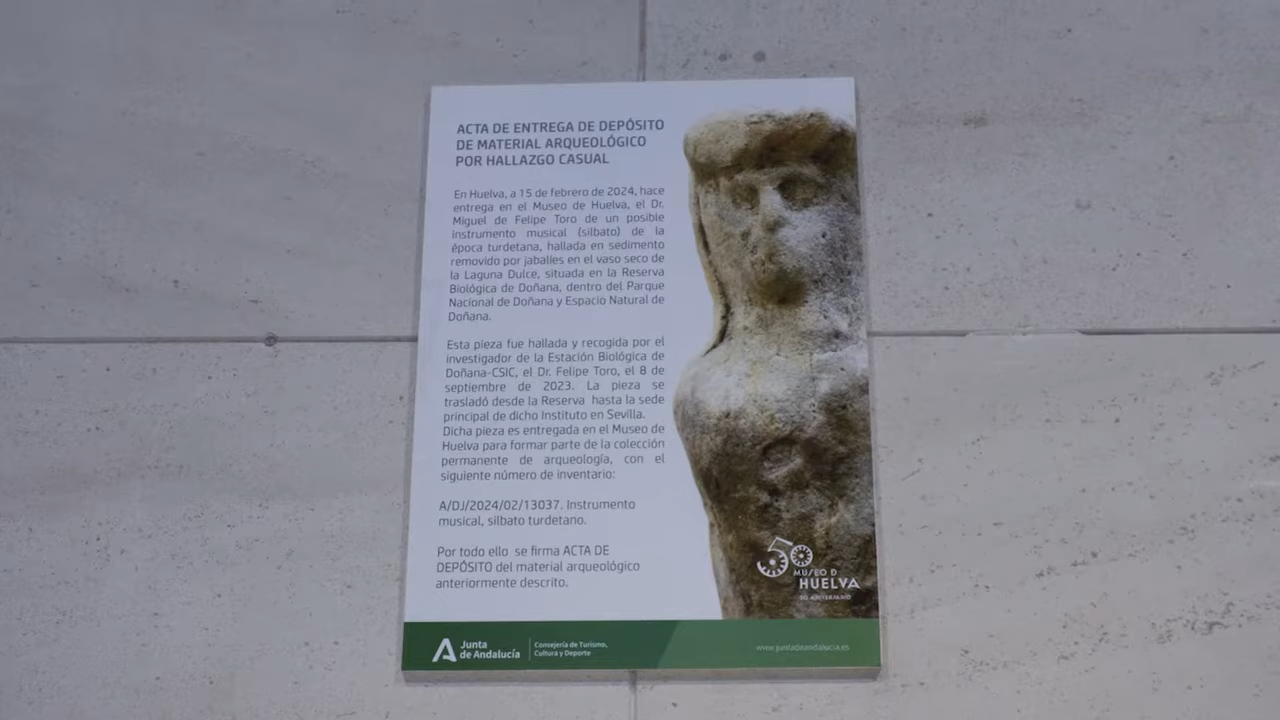 ACTA DE ENTREGA DE DEPÓSITO
DE MATERIAL ARQUEOLÓGICO
POR HALLAZGO CASUAL
En Huelva, a 15 de febrero de 2024, hace
entrega en el Museo de Huelva, el Dr.
Miguel de Felipe Toro de un posible
instrumento musical (silbato) de la
época turdetana, hallada en sedimento
removido por jabalíes en el vaso seco de
la Laguna Dulce, situada en la Reserva
Biológica de Doñana, dentro del Parque
Nacional de Doñana y Espacio Natural de
Doñana.
Esta pieza fue hallada y recogida por el
investigador de la Estación Biológica de
Doñana-CSIC, el Dr. Felipe Toro, el 8 de
septiembre de 2023. La pieza se
trasladó desde la Reserva hasta la sede
principal de dicho Instituto en Sevilla.
Dicha pieza es entregada en el Museo de
Huelva para formar parte de la colección
permanente de arqueología, con el
siguiente número de inventario:
A/DJ/2024/02/13037. Instrumento
musical, silbato turdetano.
Por todo ello se firma ACTA DE
DEPÓSITO del material arqueológico
anteriormente descrito.
50
MUSEO D
HUELVA
50 ANIVERSARIO
Junta
de Andalucía
Consejería de Turismo,
Cultura y Deporte
www.juntadeandalucia.es